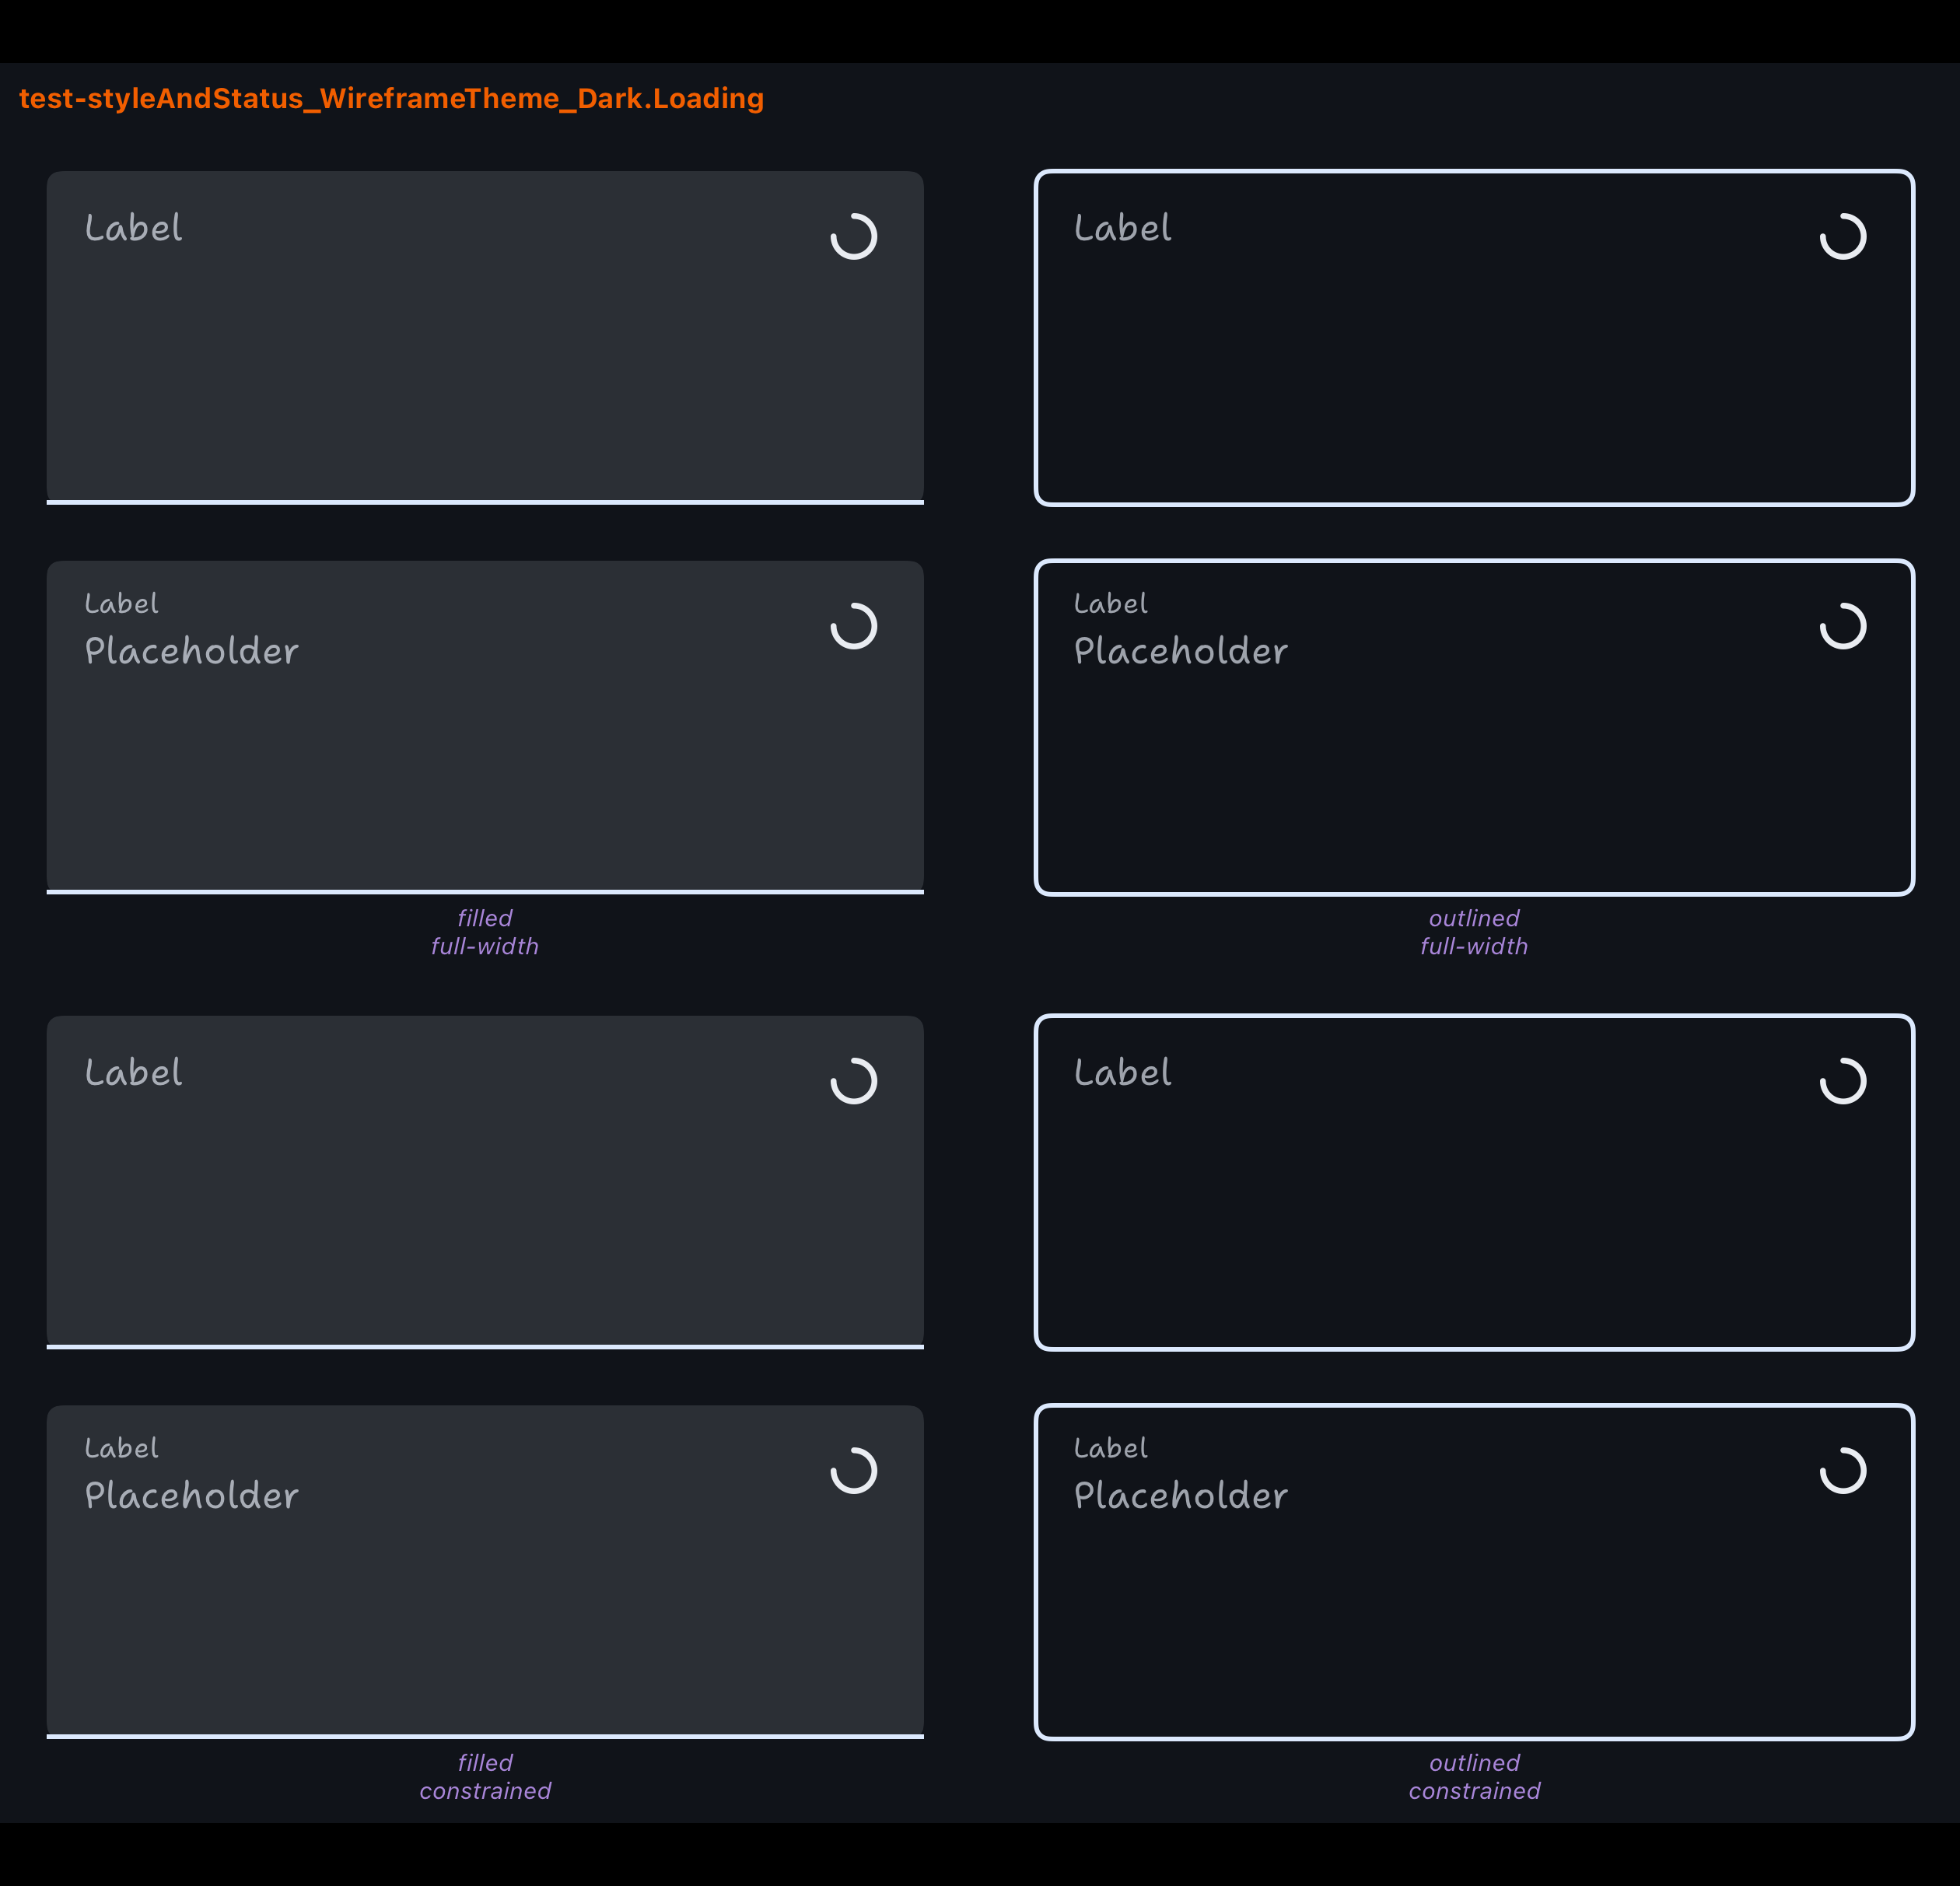 test-styleAndStatus_WireframeTheme_Dark.Loading
Label
Label
Label
Placeholder
Label
Placeholder
filled
full-width
outlined
full-width
Label
Label
Label
Placeholder
Label
Placeholder
filled
constrained
outlined
constrained